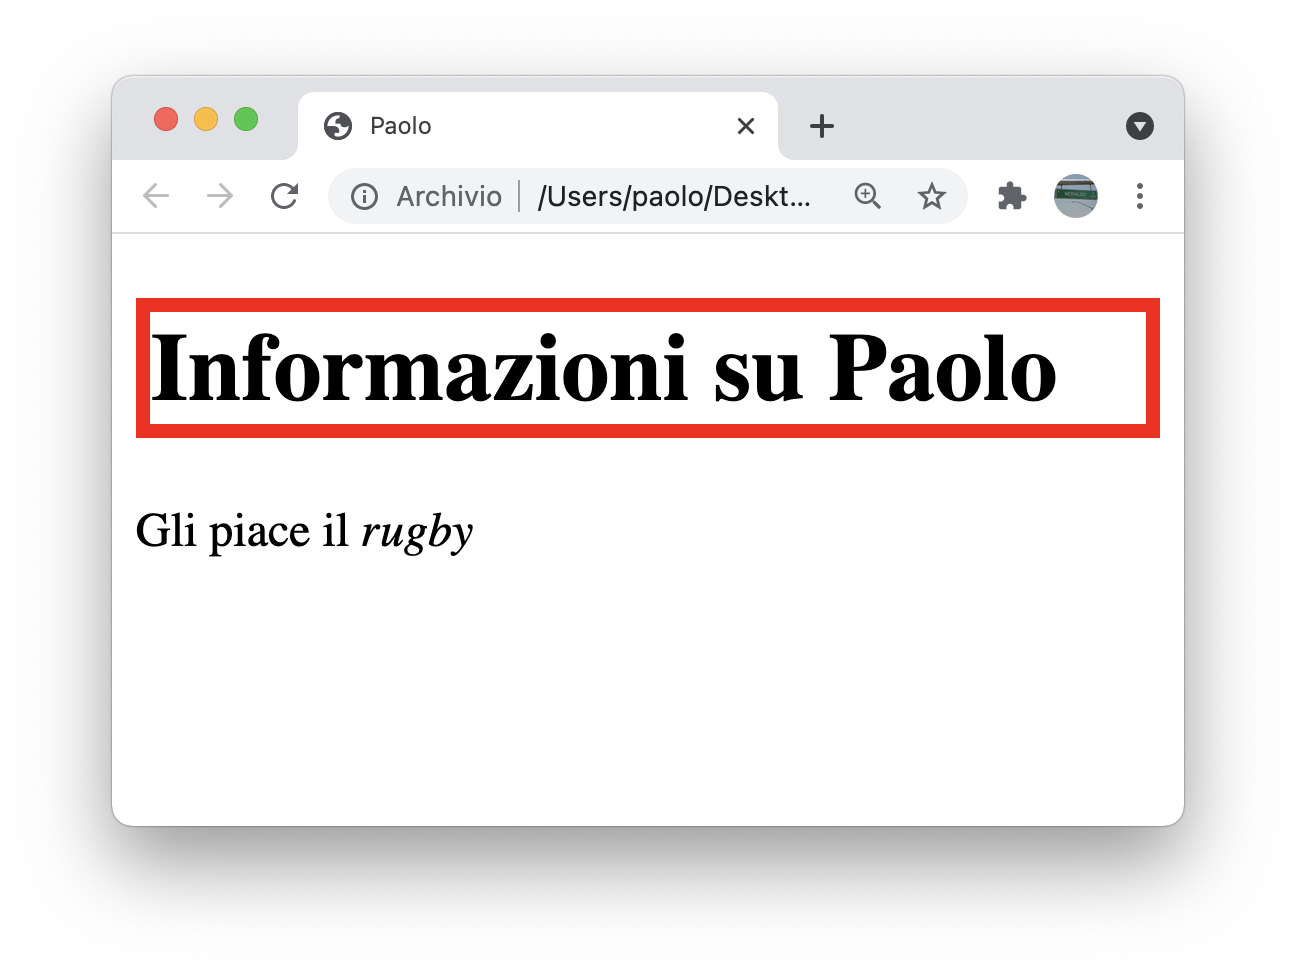 Paolo
Archivio /Users/paolo/Deskt...
Informazioni su Paolo
Gli piace il rugby